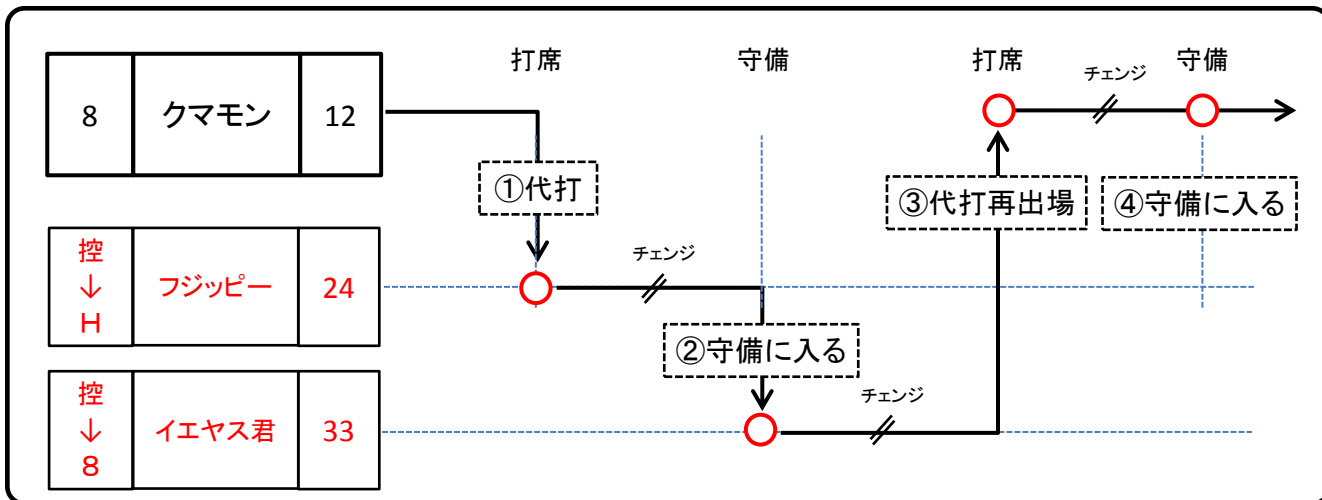 打席
守備
打席
チェンジ
守備
8
クマモン
12
①代打
③代打再出場
④守備に入る
控
↓
H
フジッピー
24
チェンジ
②守備に入る
控
↓
8
イエヤス君
33
チェンジ